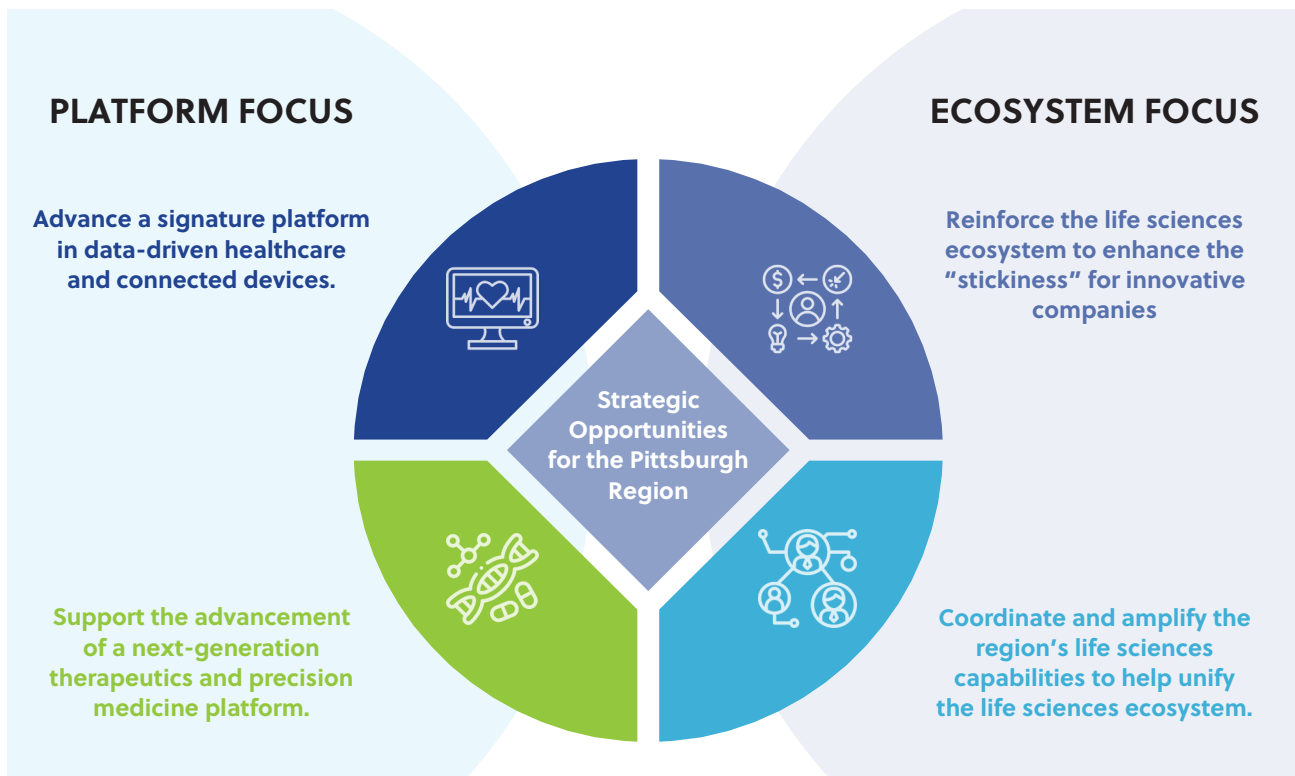 PLATFORM FOCUS
Advance a signature platform
in data-driven healthcare
and connected devices.
Support the advancement
of a next-generation
therapeutics and precision
medicine platform.
Strategic
Opportunities
for the Pittsburgh
Region
ECOSYSTEM FOCUS
Reinforce the life sciences
ecosystem to enhance the
“stickiness” for innovative
companies
$
Coordinate and amplify the
region’s life sciences
capabilities to help unify
the life sciences ecosystem.